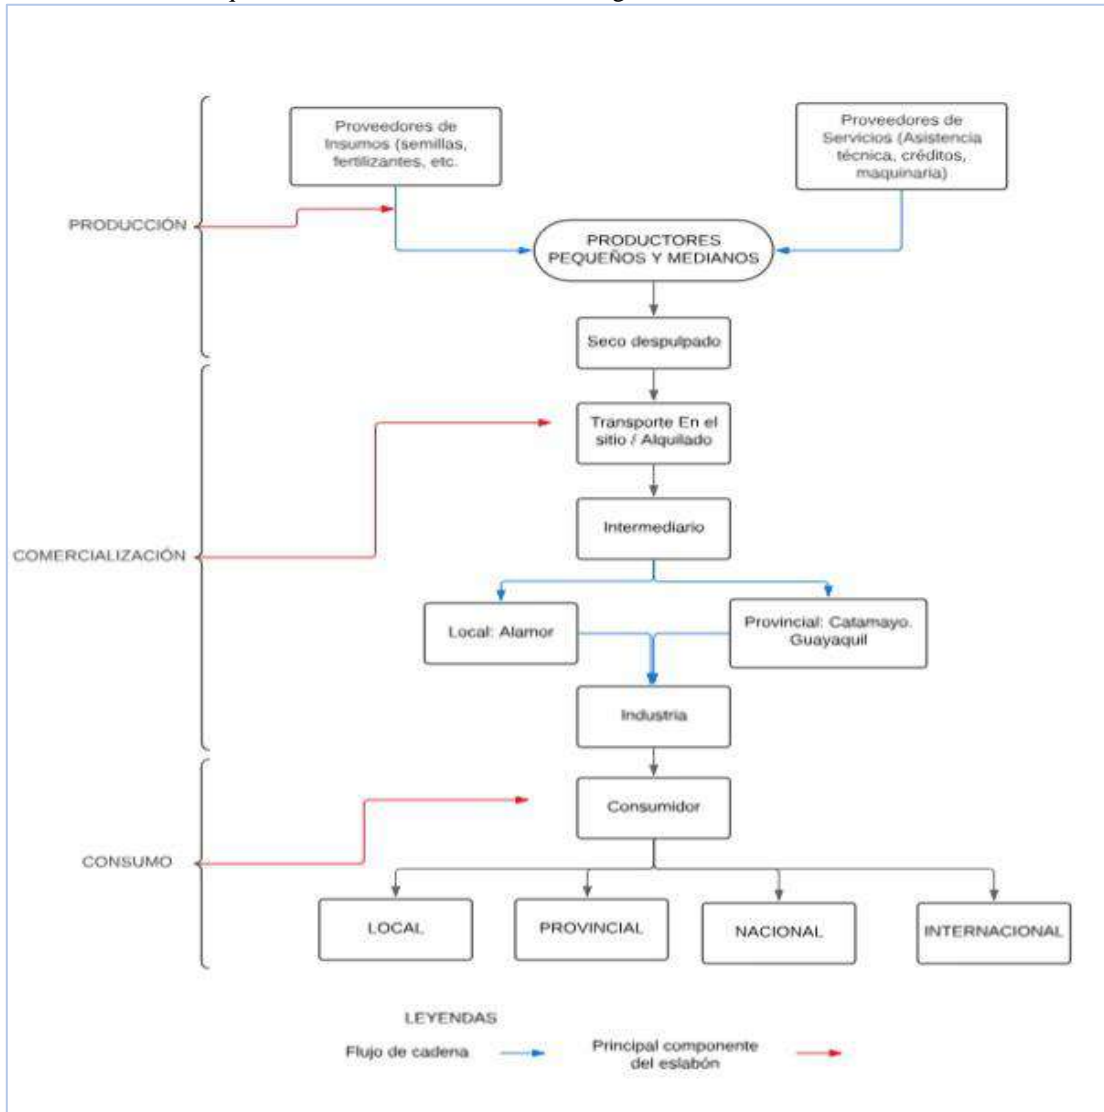 Proveedores de
Insumos (semillas,
fertilizantes, etc.
Proveedores de
Servicios (Asistencia
técnica, créditos,
maquinaria)
PRODUCCIÓN
PRODUCTORES
PEQUEÑOS Y MEDIANOS
Seco despulpado
Transporte En el
sitio / Alquilado
Intermediario
COMERCIALIZACIÓN
Local: Alamor
Provincial: Catamayo.
Guayaquil
Industria
Consumidor
CONSUMO
LOCAL
PROVINCIAL
NACIONAL
INTERNACIONAL
LEYENDAS
Flujo de cadena
Principal componente
del eslabón